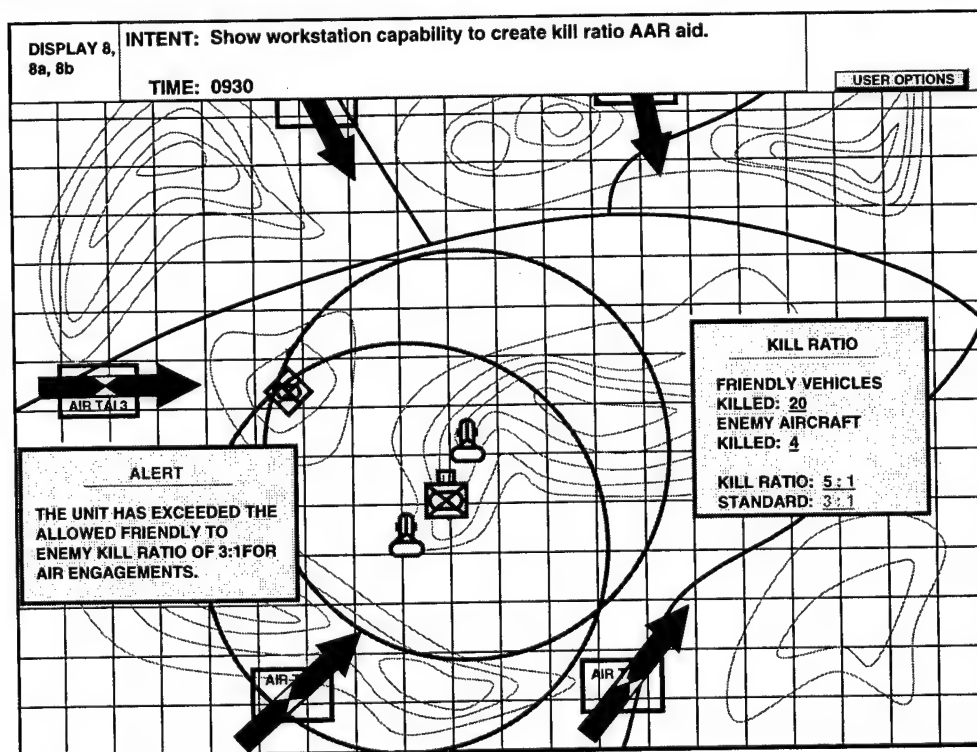 DISPLAY 8,
8a, 8b
INTENT: Show workstation capability to create kill ratio AAR aid.
TIME: 0930
USER OPTIONS
KILL RATIO
FRIENDLY VEHICLES
KILLED: 20
ENEMY AIRCRAFT
KILLED: 4
KILL RATIO: 5 : 1
STANDARD: 3 : 1
AIR TAI 3
ALERT
THE UNIT HAS EXCEEDED THE
ALLOWED FRIENDLY TO
ENEMY KILL RATIO OF 3:1FOR
AIR ENGAGEMENTS.
AIR
AIR